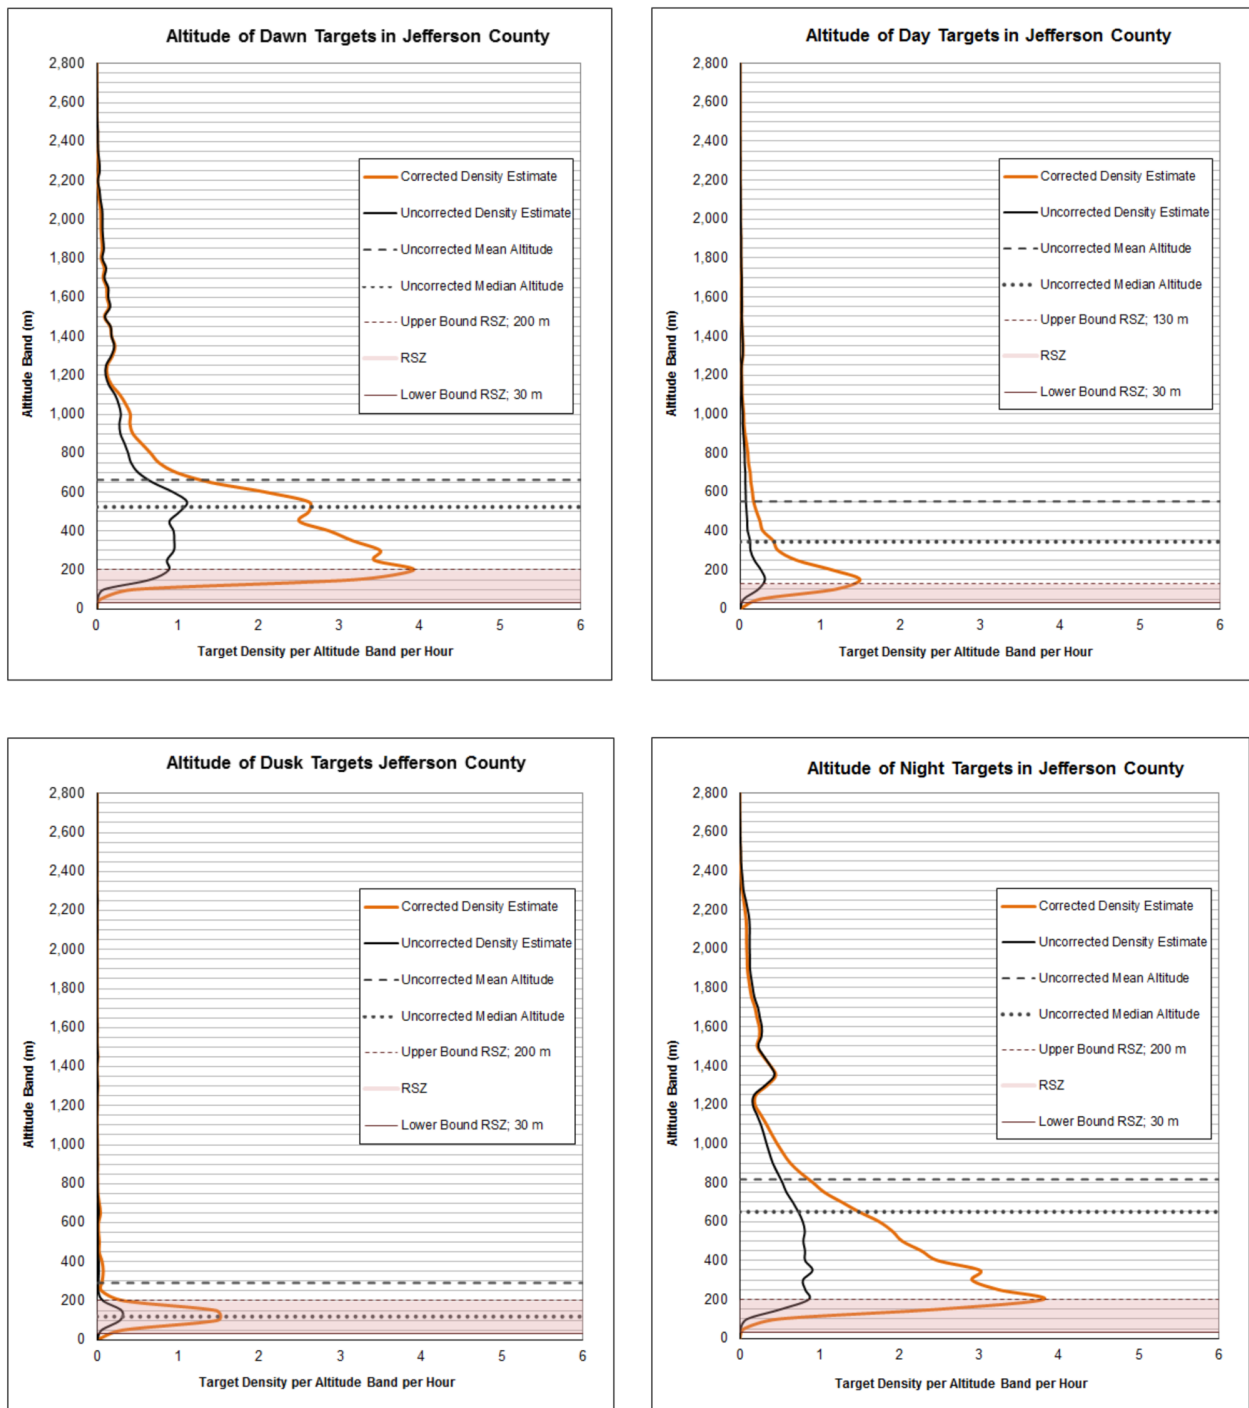 Altitude of Dawn Targets in Jefferson County
2,800
2,600
2,400
2,200
2,000
1,800
1,600
1,400
1,200
1,000
800
600
400
200
0
Altitude Band (m)
Corrected Density Estimate
Uncorrected Density Estimate
Uncorrected Mean Altitude
Uncorrected Median Altitude
Upper Bound RSZ; 200 m
RSZ
Lower Bound RSZ; 30 m
0 1 2 3 4 5 6
Target Density per Altitude Band per Hour
Altitude of Day Targets in Jefferson County
2,800
2,600
2,400
2,200
2,000
1,800
1,600
1,400
1,200
1,000
800
600
400
200
0
Altitude Band (m)
Corrected Density Estimate
Uncorrected Density Estimate
Uncorrected Mean Altitude
Uncorrected Median Altitude
Upper Bound RSZ; 130 m
RSZ
Lower Bound RSZ; 30 m
0 1 2 3 4 5 6
Target Density per Altitude Band per Hour
Altitude of Dusk Targets Jefferson County
2,800
2,600
2,400
2,200
2,000
1,800
1,600
1,400
1,200
1,000
800
600
400
200
0
Altitude Band (m)
Corrected Density Estimate
Uncorrected Density Estimate
Uncorrected Mean Altitude
Uncorrected Median Altitude
Upper Bound RSZ; 200 m
RSZ
Lower Bound RSZ; 30 m
0 1 2 3 4 5 6
Target Density per Altitude Band per Hour
Altitude of Night Targets in Jefferson County
2,800
2,600
2,400
2,200
2,000
1,800
1,600
1,400
1,200
1,000
800
600
400
200
0
Altitude Band (m)
Corrected Density Estimate
Uncorrected Density Estimate
Uncorrected Mean Altitude
Uncorrected Median Altitude
Upper Bound RSZ; 200 m
RSZ
Lower Bound RSZ; 30 m
0 1 2 3 4 5 6
Target Density per Altitude Band per Hour